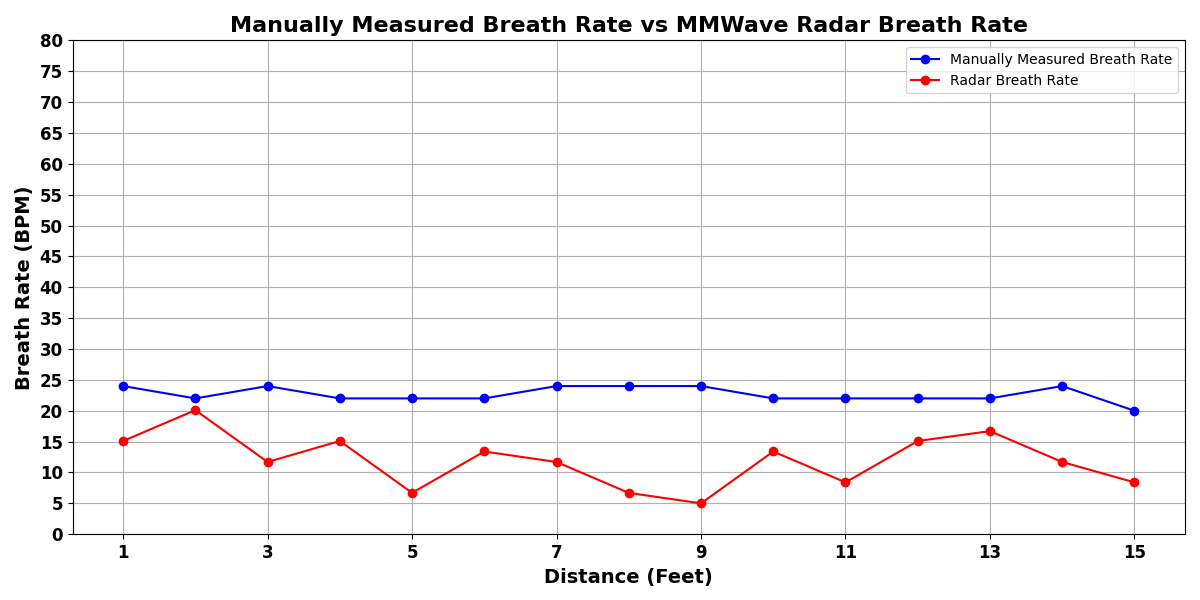 Manually Measured Breath Rate vs MMWave Radar Breath Rate
Manually Measured Breath Rate
Radar Breath Rate
Breath Rate (BPM)
80
75
70
65
60
55
50
45
40
35
30
25
20
15
10
5
0
1 3 5 7 9 11 13 15
Distance (Feet)